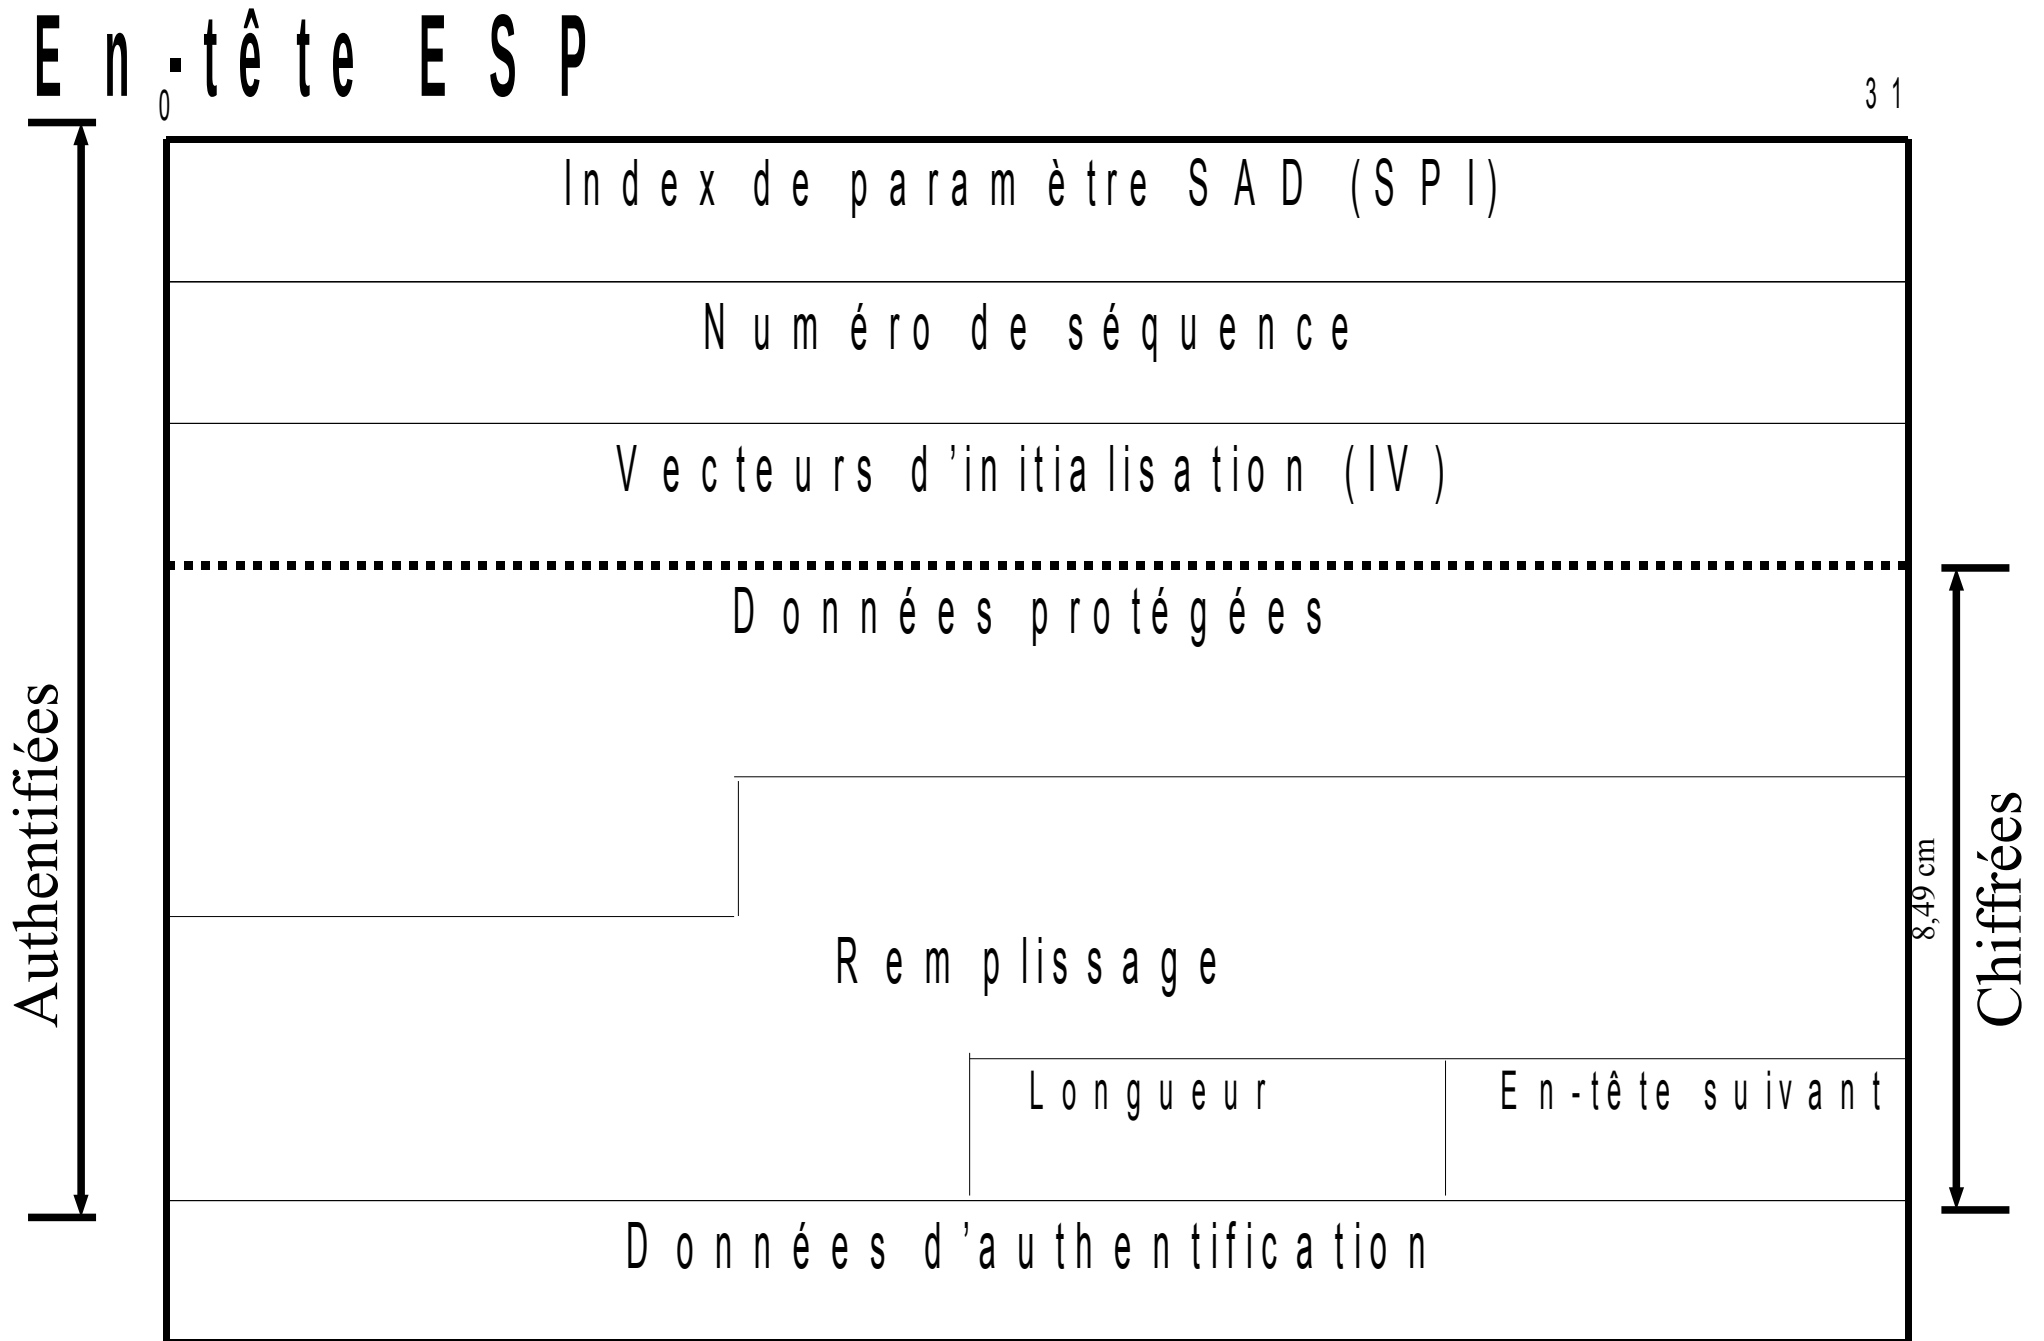 En-tête ESP
0
31
Index de paramètre SAD (SPI)
Numéro de séquence
Vecteurs d’initialisation (IV)
Données protégées
Authentifiées
8,49 cm
Chiffrées
Remplissage
Longueur
En-tête suivant
Données d’authentification